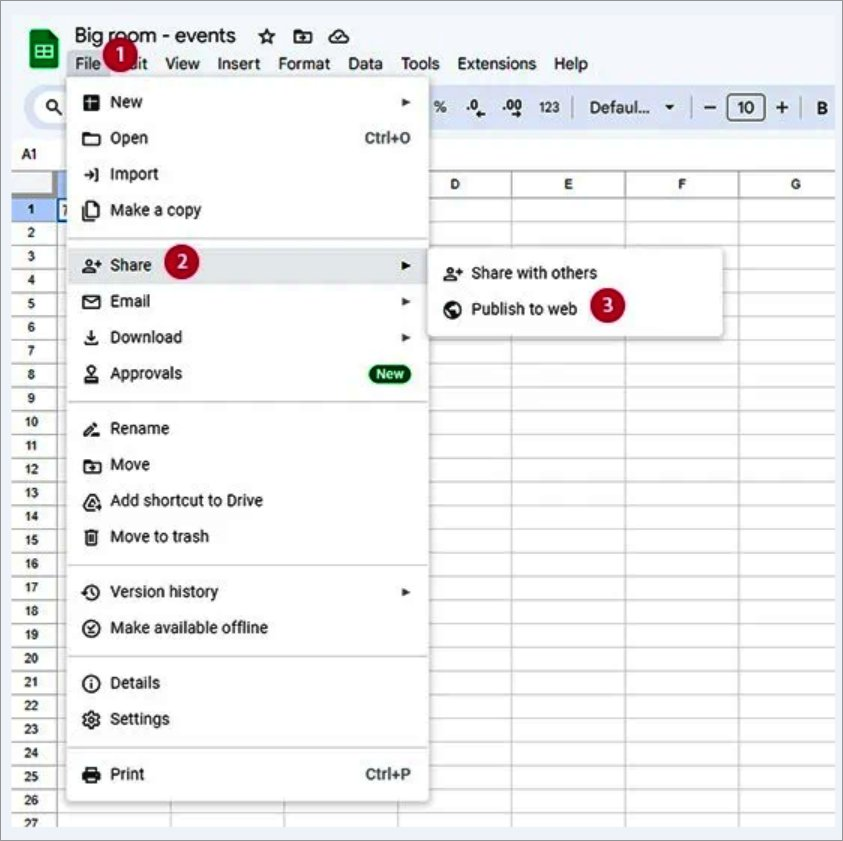 Big room - events
File 1 it View Insert Format Data Tools Extensions Help
% .0 .00 123 Defaul... 10 B
A1
D E F G
New
Open Ctrl+O
Import
Make a copy
Share 2
Email
Download
Approvals New
Rename
Move
Add shortcut to Drive
Move to trash
Version history
Make available offline
Details
Settings
Print Ctrl+P
Share with others
Publish to web 3
1
2
3
4
5
6
7
8
9
10
11
12
13
14
15
16
17
18
19
20
21
22
23
24
25
26
27